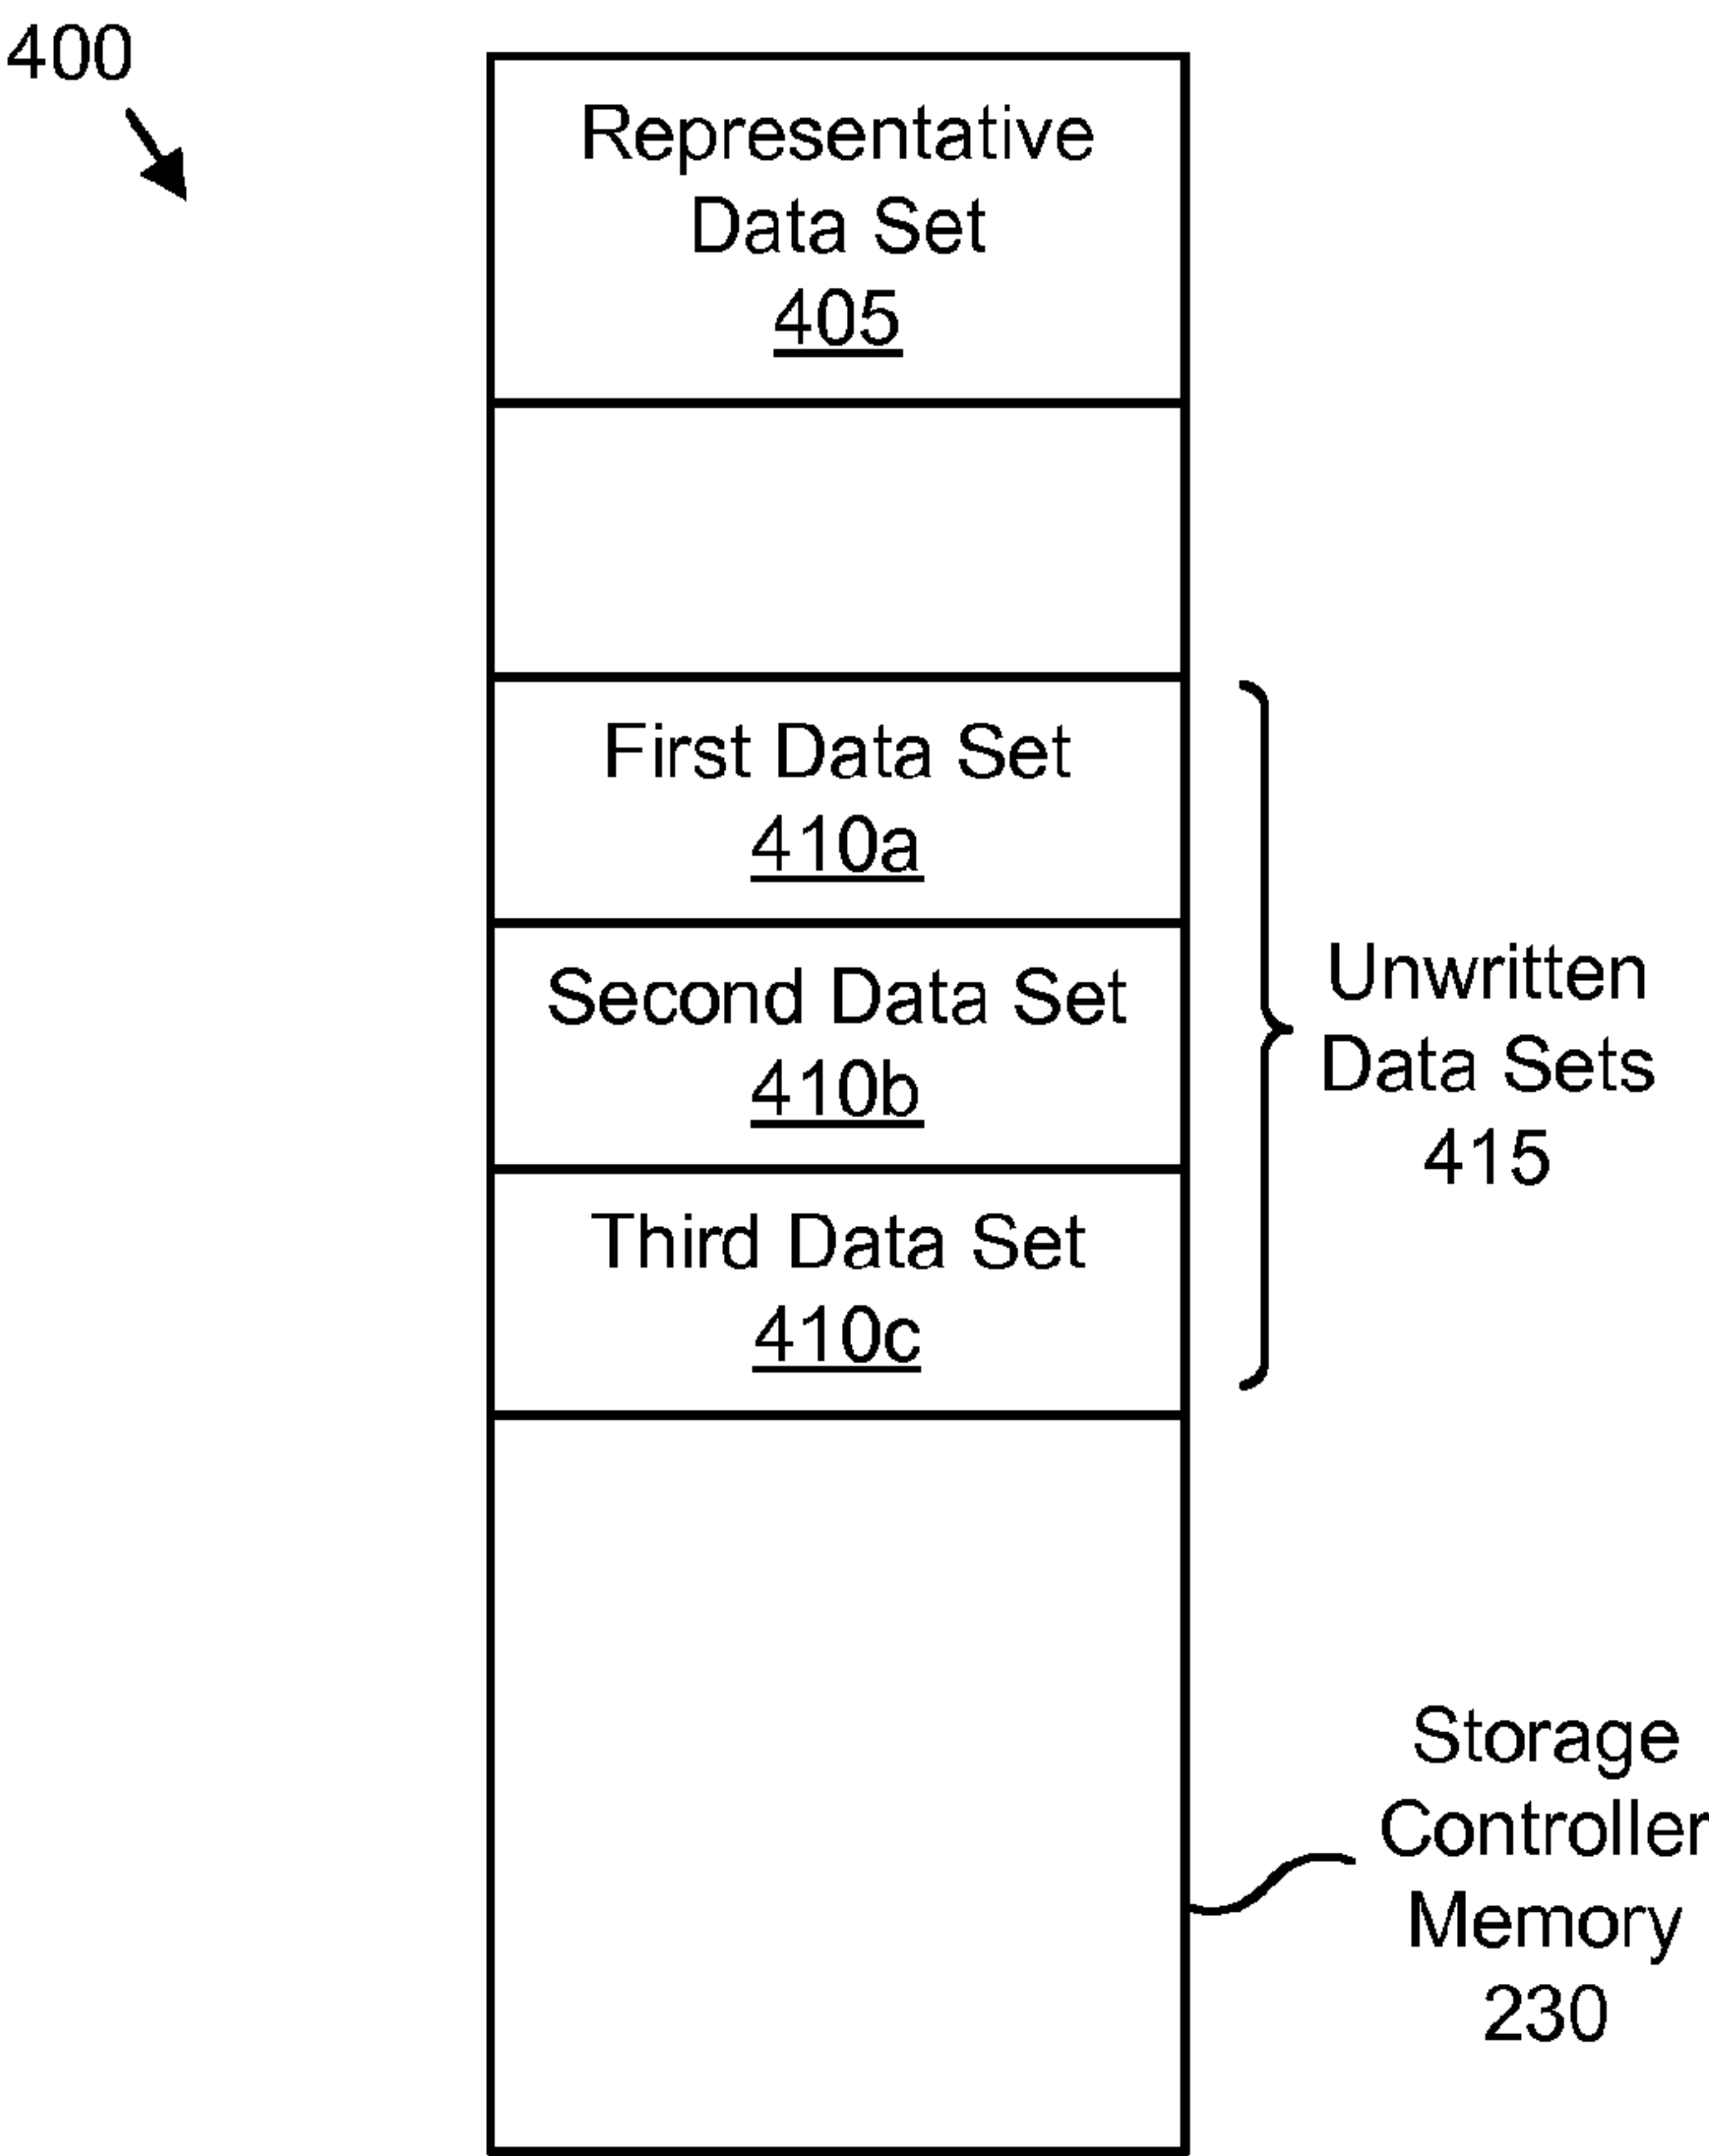 400
Representative
Data Set
405
First Data Set
410a
Second Data Set
410b
Third Data Set
410c
Unwritten
Data Sets
415
Storage
Controller
Memory
230